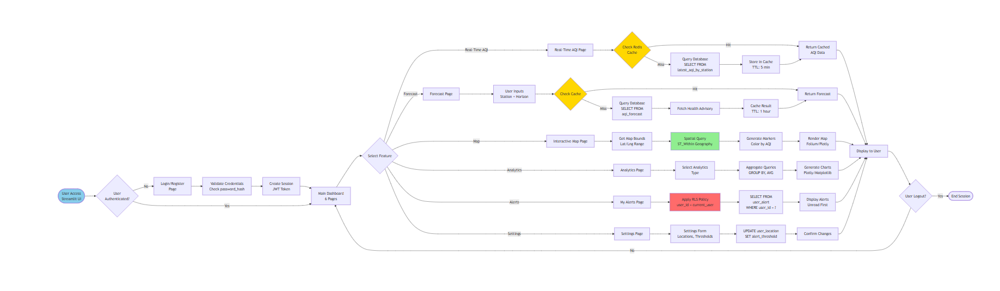 User Access
Streamlit UI
User
Authenticated?
No
Yes
Login/Register
Page
Validate Credentials
Check password_hash
Create Session
JWT Token
Main Dashboard
6 Pages
Select Feature
Real-Time AQI
Real-Time AQI Page
Check Redis
Cache
Hit
Miss
Query Database
SELECT FROM
latest_aqi_by_station
Store in Cache
TTL: 5 min
Return Cached
AQI Data
Forecast
Forecast Page
User Inputs
Station + Horizon
Check Cache
Hit
Miss
Query Database
SELECT FROM
aqi_forecast
Fetch Health Advisory
Cache Result
TTL: 1 hour
Return Forecast
Map
Interactive Map Page
Get Map Bounds
Lat/Lng Range
Spatial Query
ST_Within Geography
Generate Markers
Color by AQI
Render Map
Folium/Plotly
Analytics
Analytics Page
Select Analytics
Type
Aggregate Queries
GROUP BY, AVG
Generate Charts
Plotly/Matplotlib
Alerts
My Alerts Page
Apply RLS Policy
user_id = current_user
SELECT FROM
user_alert
WHERE user_id = ?
Display Alerts
Unread First
Settings
Settings Page
Settings Form
Locations, Thresholds
UPDATE user_location
SET alert_threshold
Confirm Changes
Display to User
User Logout?
Yes
End Session
No